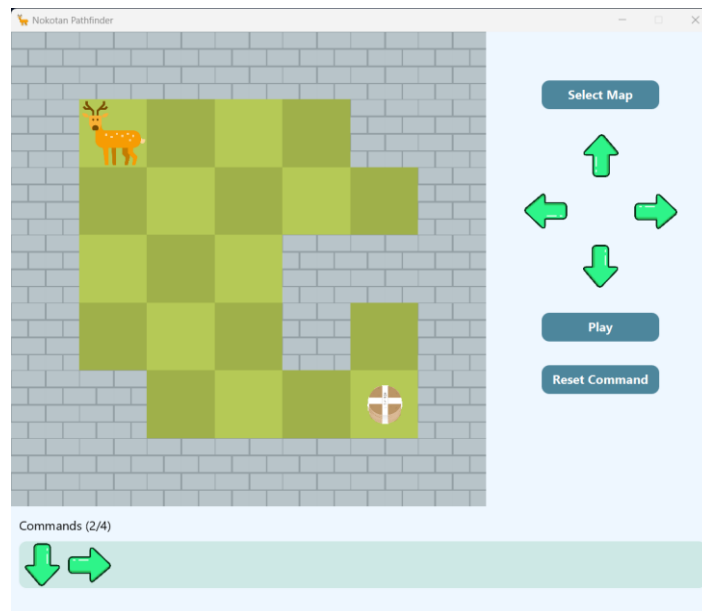 Nokotan Pathfinder
Select Map
Play
Reset Command
Commands (2/4)